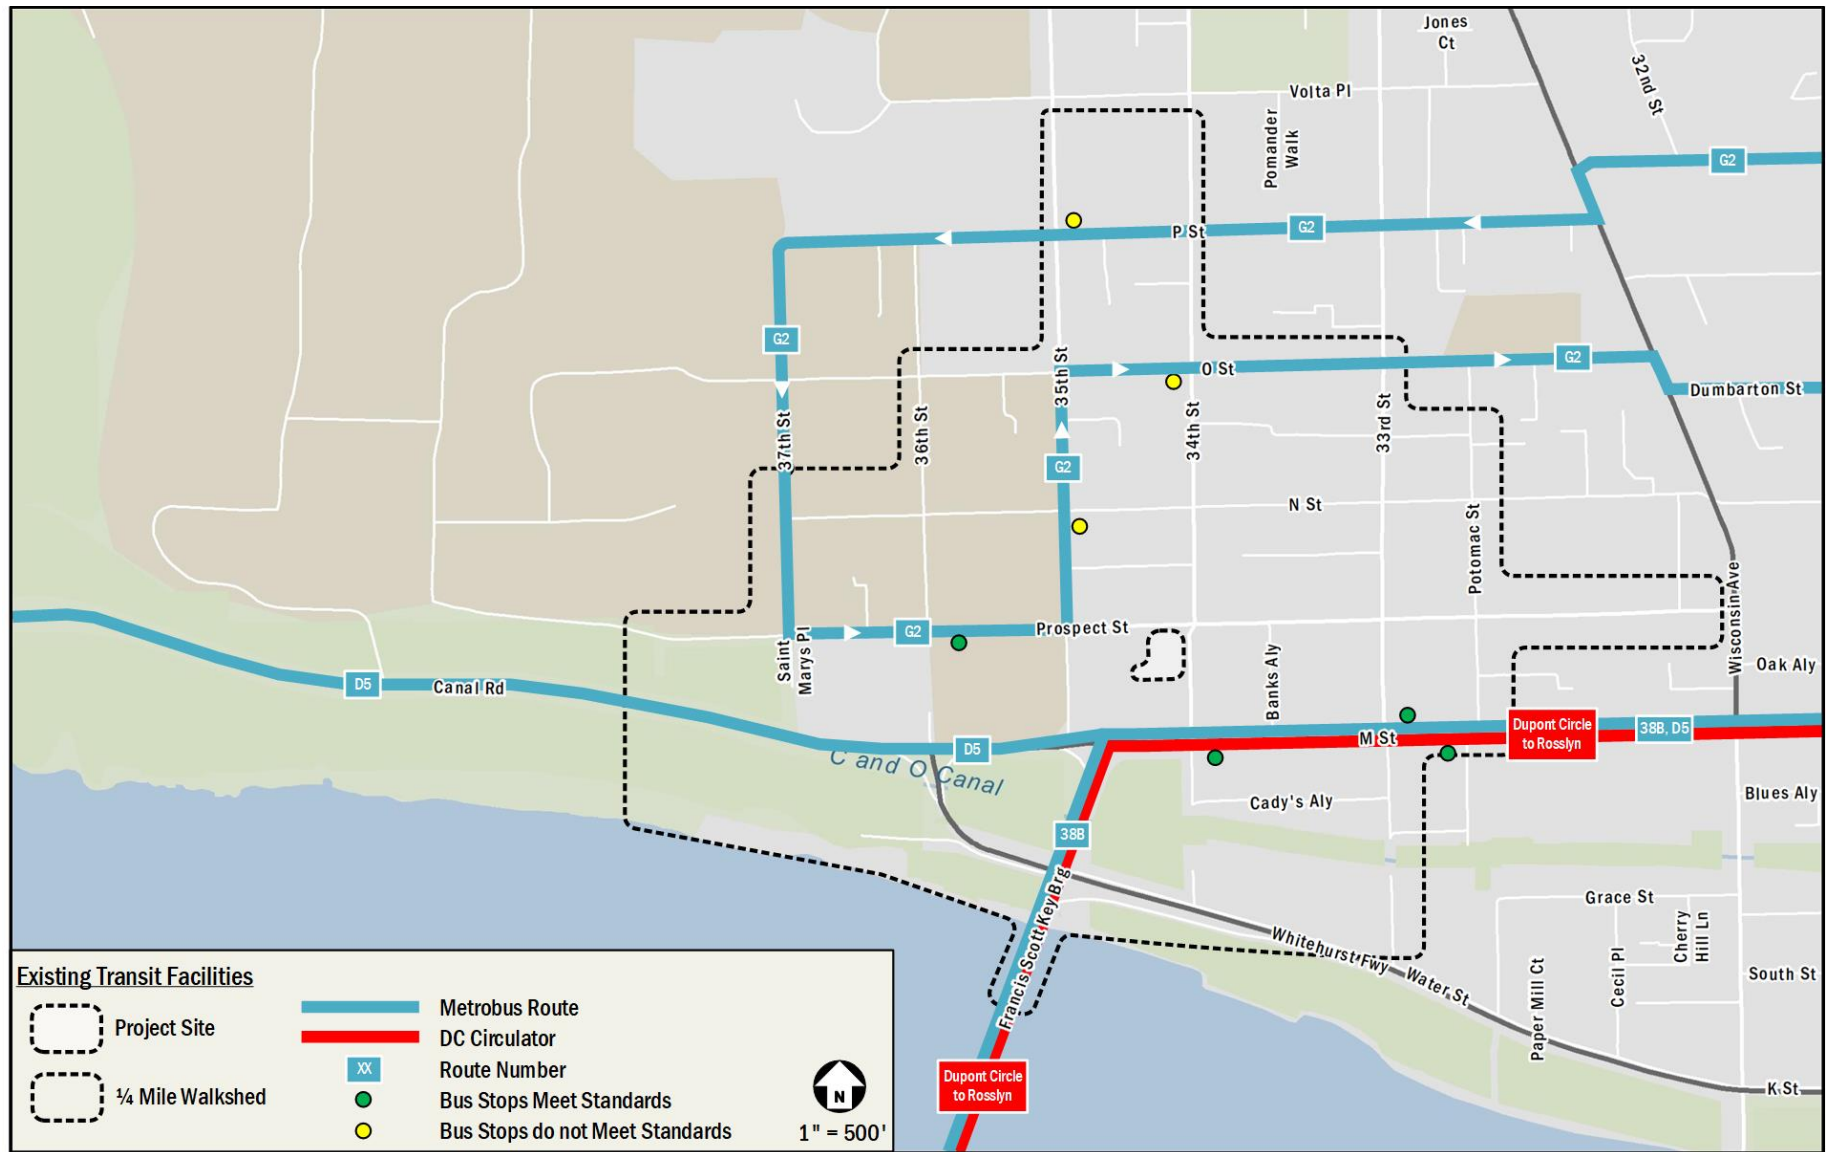 Jones
Ct
32nd St
Volta Pl
Pomander
Walk
G2
P St
G2
G2
35th St
O St
G2
Dumbarton St
37th St
36th St
34th St
33rd St
G2
N St
Potomac St
Wisconsin Ave
G2
Prospect St
Saint
Marys Pl
Banks Aly
Oak Aly
D5
Canal Rd
D5
M St
Dupont Circle
to Rosslyn
38B, D5
C and O Canal
Cady's Aly
Blues Aly
38B
Francis Scott Key Brg
Grace St
Cherry
Hill Ln
Whitehurst Fwy
Water St
Paper Mill Ct
Cecil Pl
South St
K St
Dupont Circle
to Rosslyn
Existing Transit Facilities
Project Site
¼ Mile Walkshed
Metrobus Route
DC Circulator
XX
Route Number
Bus Stops Meet Standards
Bus Stops do not Meet Standards
N
1" = 500'